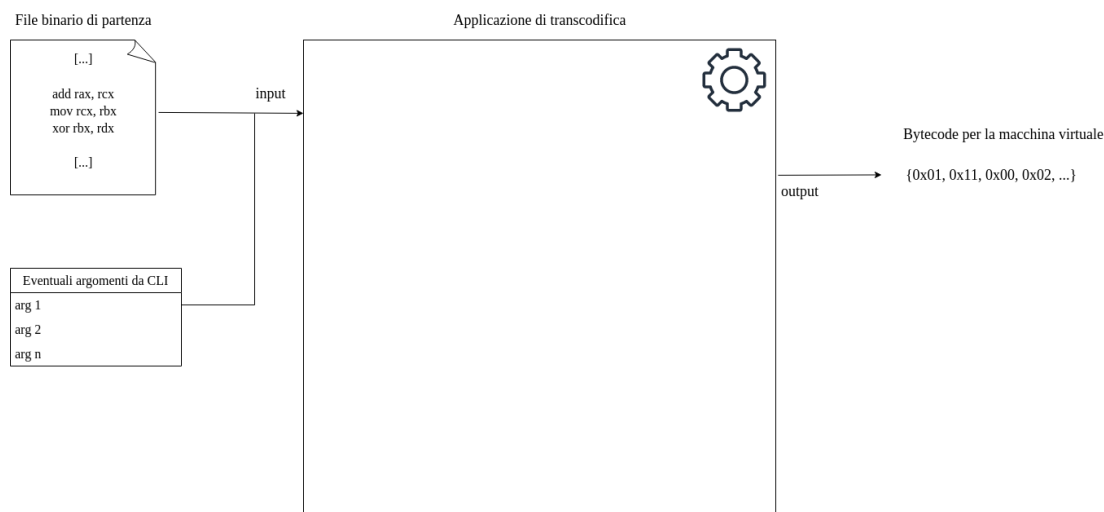 File binario di partenza
[...]
add rax, rcx
mov rcx, rbx
xor rbx, rdx
[...]
Eventuali argomenti da CLI
arg 1
arg 2
arg n
input
Applicazione di transcodifica
output
Bytecode per la macchina virtuale
{0x01, 0x11, 0x00, 0x02, ...}